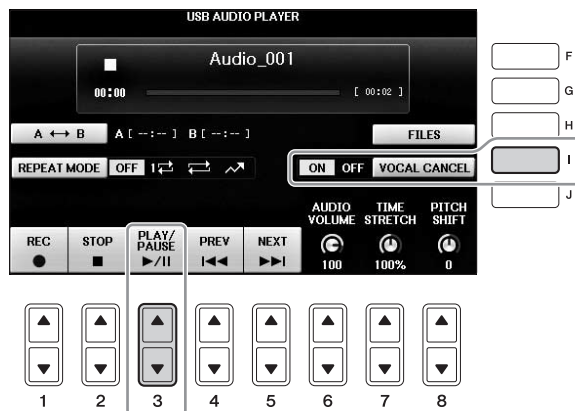 USB AUDIO PLAYER
Audio_001
00:00 [ 00:02 ]
F
G
H
I
J
A ↔ B A [ --:-- ] B [ --:-- ] FILES
REPEAT MODE OFF 1 ON OFF VOCAL CANCEL
AUDIO VOLUME TIME STRETCH PITCH SHIFT
REC STOP PLAY/PAUSE PREV NEXT 100 100% 0
1 2 3 4 5 6 7 8